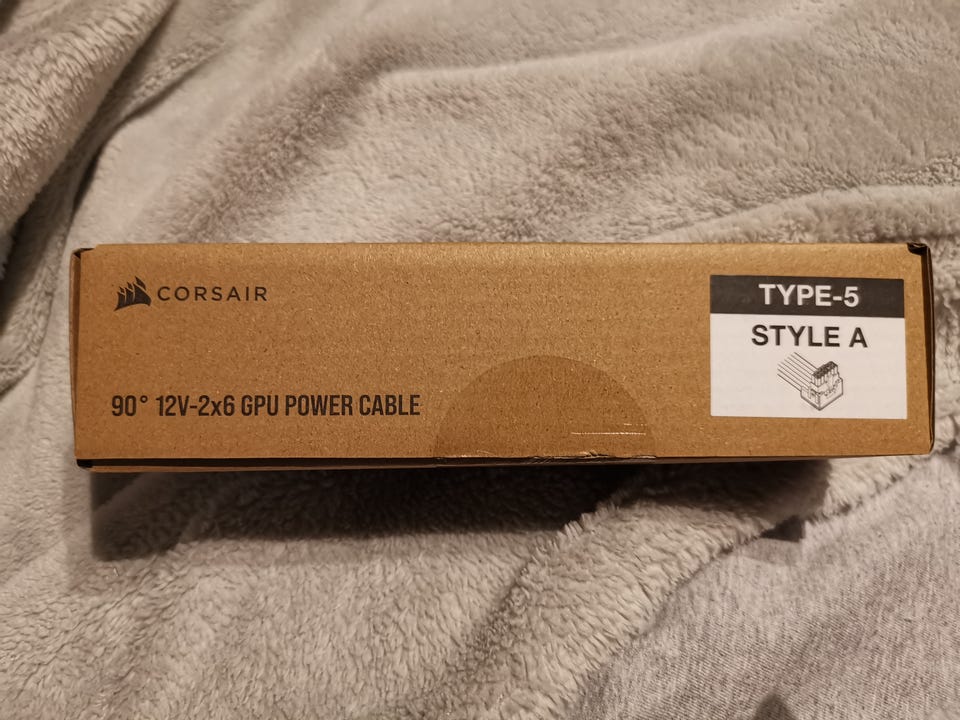 CORSAIR
90° 12V-2x6 GPU POWER CABLE
TYPE-5
STYLE A